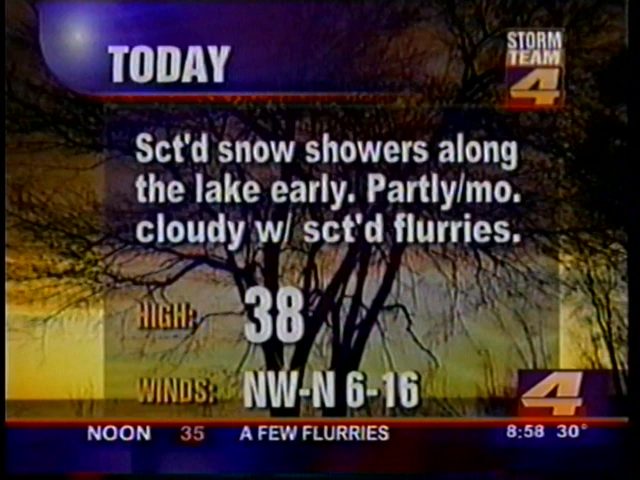 TODAY
STORM
TEAM
4
Sct'd snow showers along
the lake early. Partly/mo.
cloudy w/ sct'd flurries.
HIGH: 38
WINDS: NW-N 6-16
4
NOON 35 A FEW FLURRIES 8:58 30°